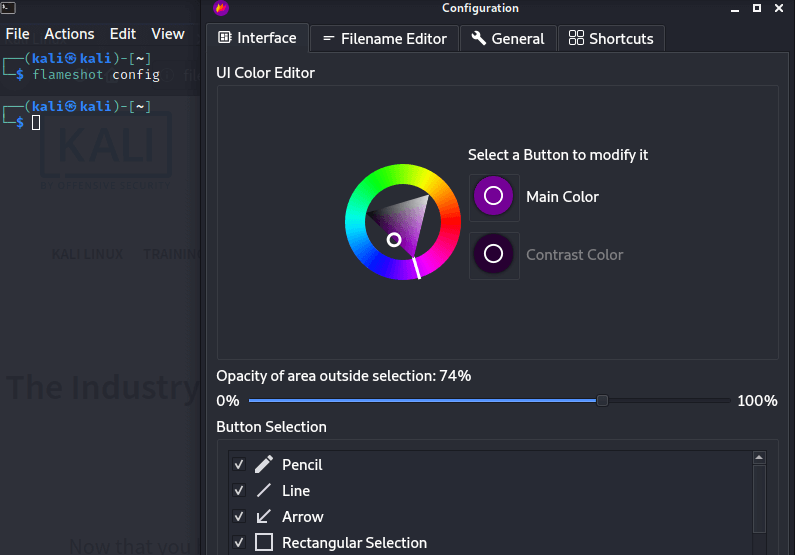 Configuration
File Actions Edit View
Interface Filename Editor General Shortcuts
(kali㉿kali)-[~]
$ flameshot config
(kali㉿kali)-[~]
$
KALI
KALI LINUX TRAINING
The Industry
Now that you
UI Color Editor
Select a Button to modify it
Main Color
Contrast Color
Opacity of area outside selection: 74%
0% 100%
Button Selection
Pencil
Line
Arrow
Rectangular Selection